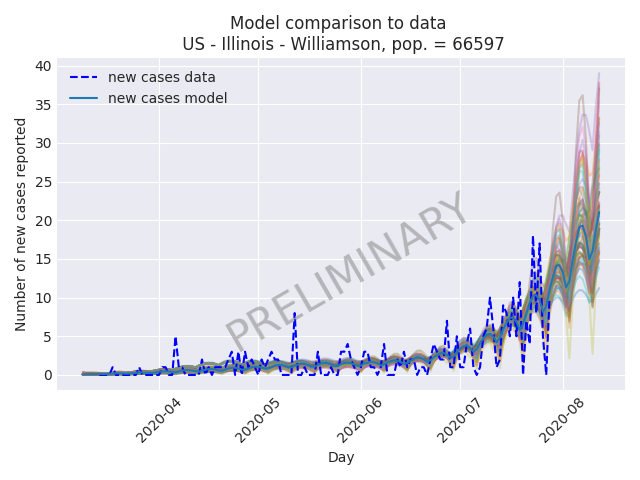 Model comparison to data
US - Illinois - Williamson, pop. = 66597
new cases data
new cases model
Number of new cases reported
40
35
30
25
20
15
10
5
0
PRELIMINARY
2020-04
2020-05
2020-06
2020-07
2020-08
Day